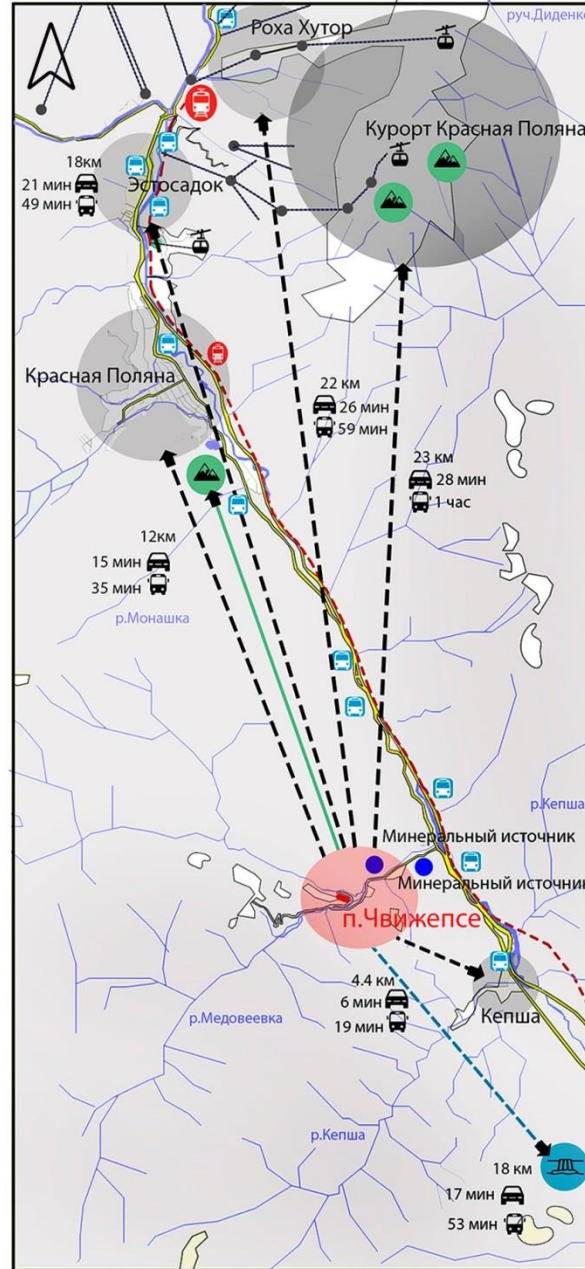 руч.Диденко
Роха Хутор
Курорт Красная Поляна
18км
21 мин
49 мин
Эстосадок
Красная Поляна
22 км
26 мин
59 мин
23 км
28 мин
1 час
12км
15 мин
35 мин
р.Монашка
р.Кепша
Минеральный источник
Минеральный источник
п.Чвижепсе
4.4 км
6 мин
19 мин
Кепша
р.Медовеевка
р.Кепша
18 км
17 мин
53 мин